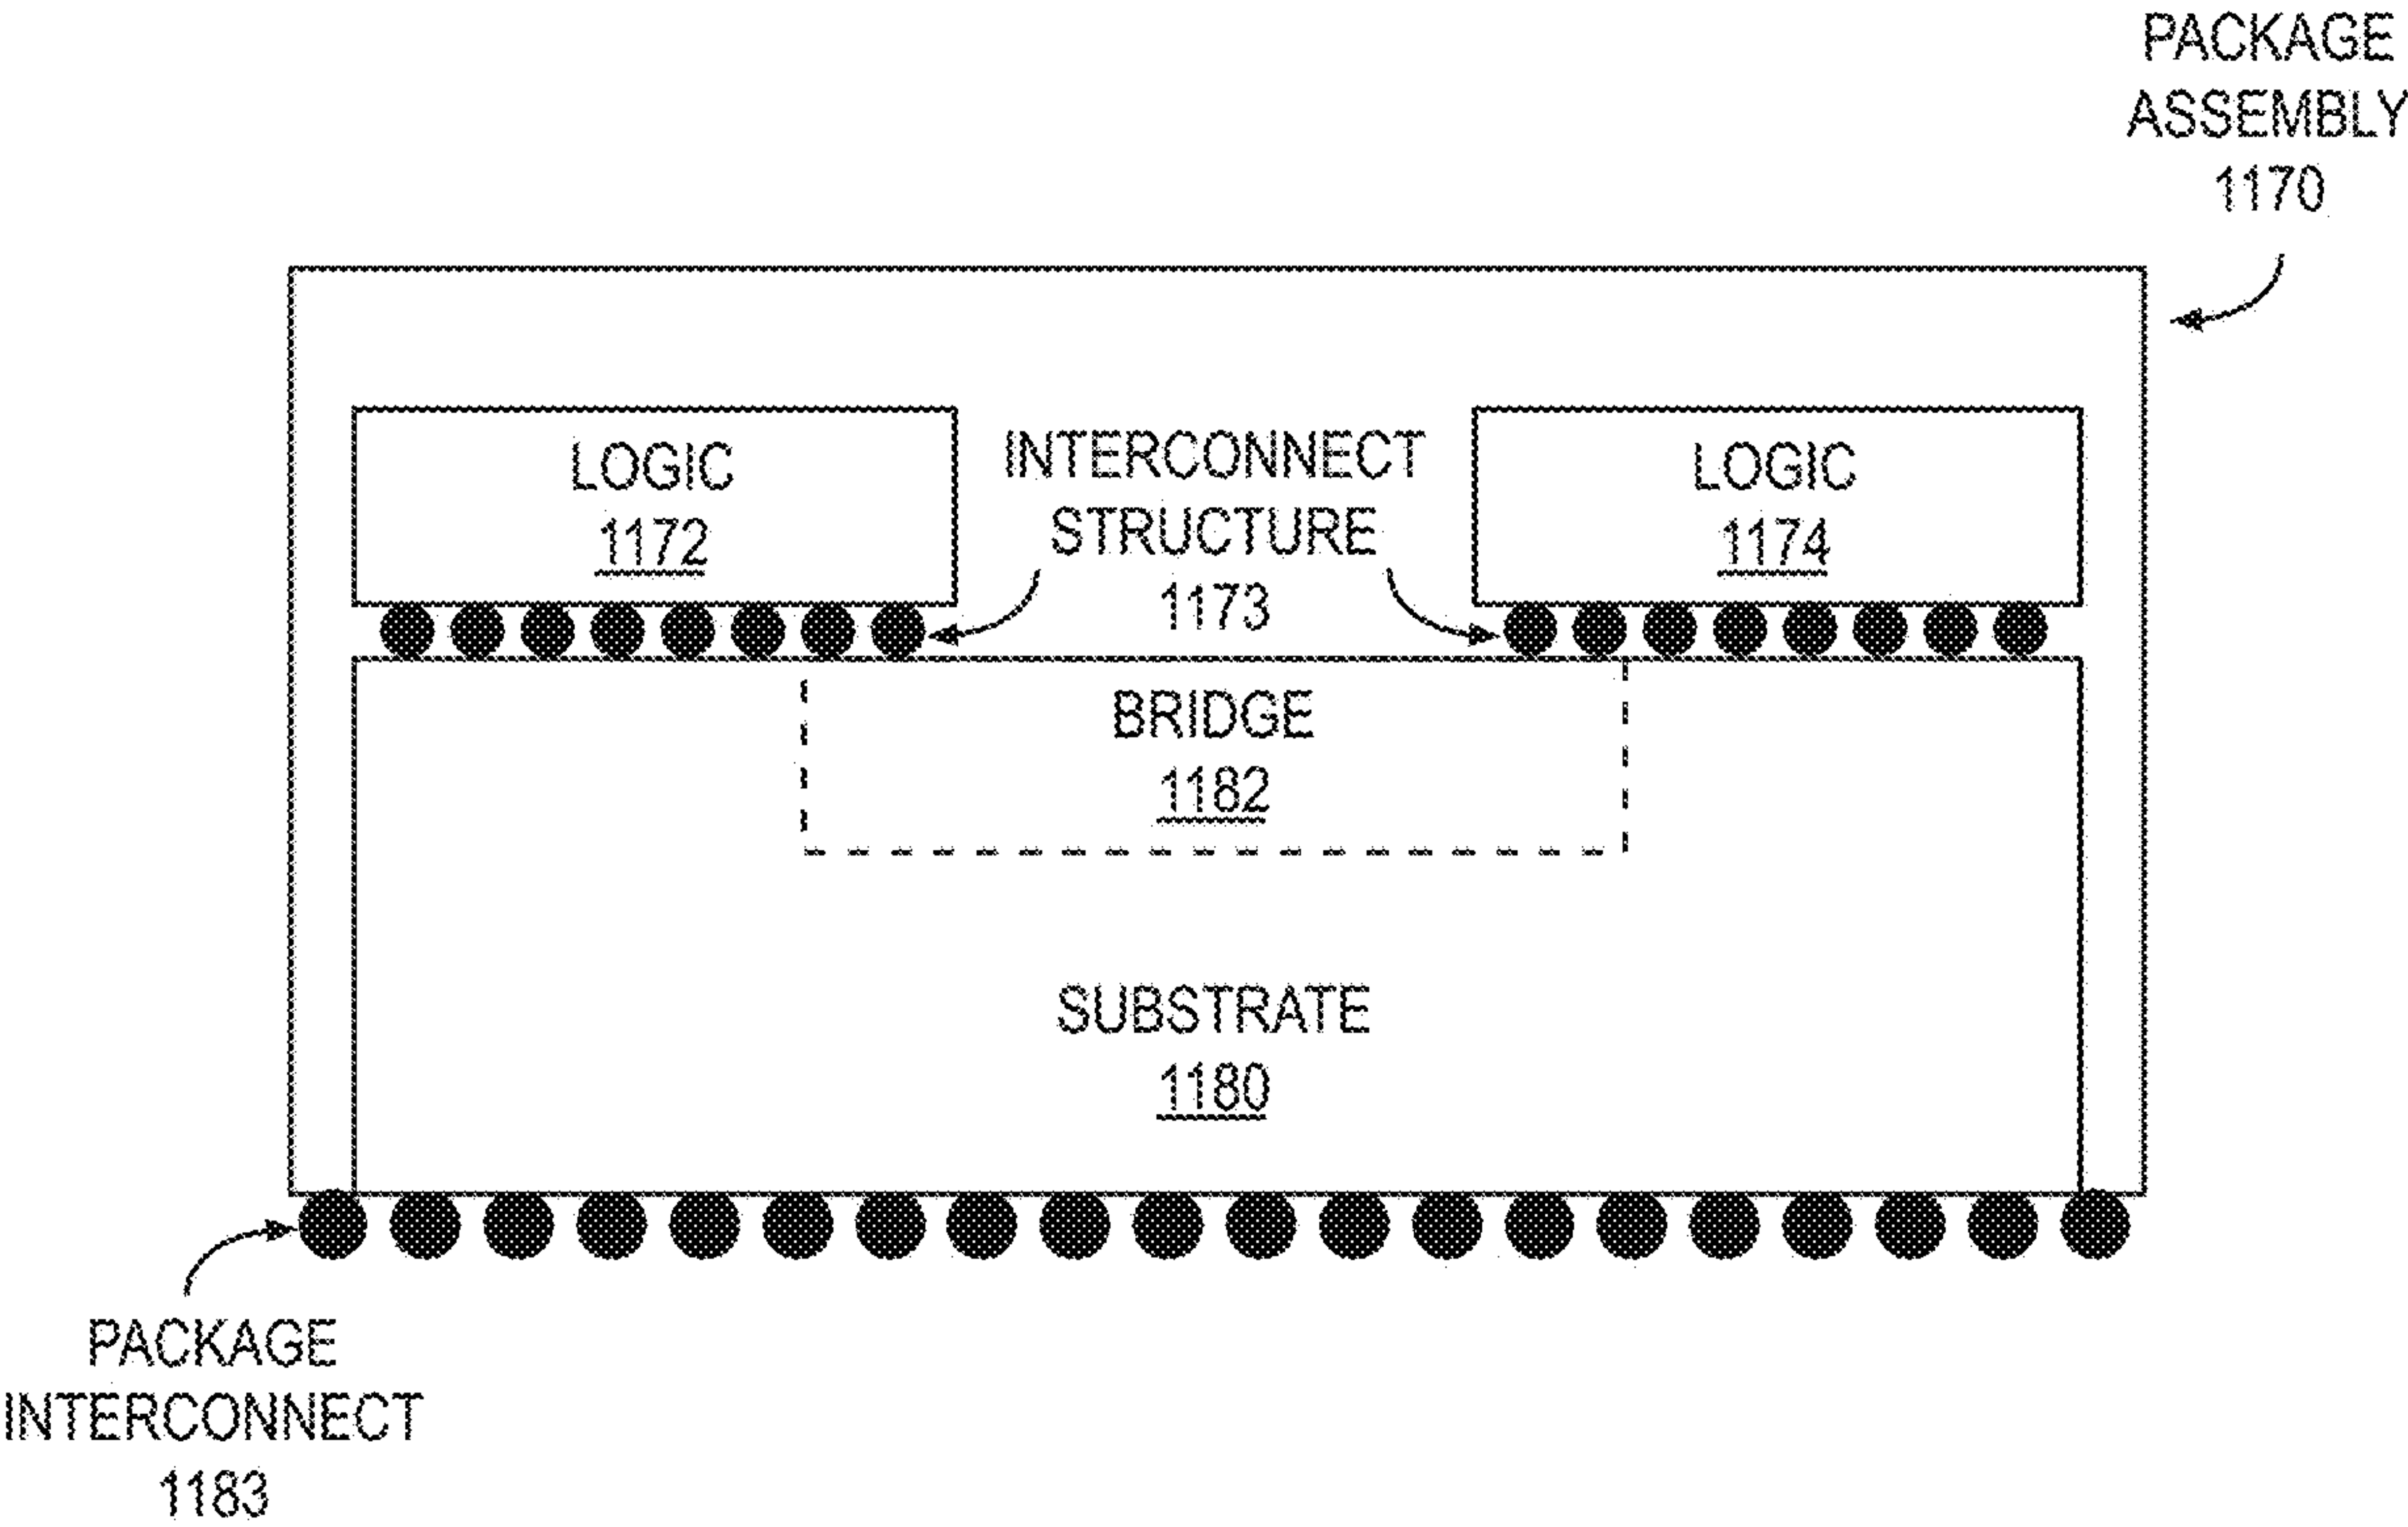 PACKAGE
ASSEMBLY
1170
LOGIC
1172
INTERCONNECT
STRUCTURE
1173
LOGIC
1174
BRIDGE
1182
SUBSTRATE
1180
PACKAGE
INTERCONNECT
1183